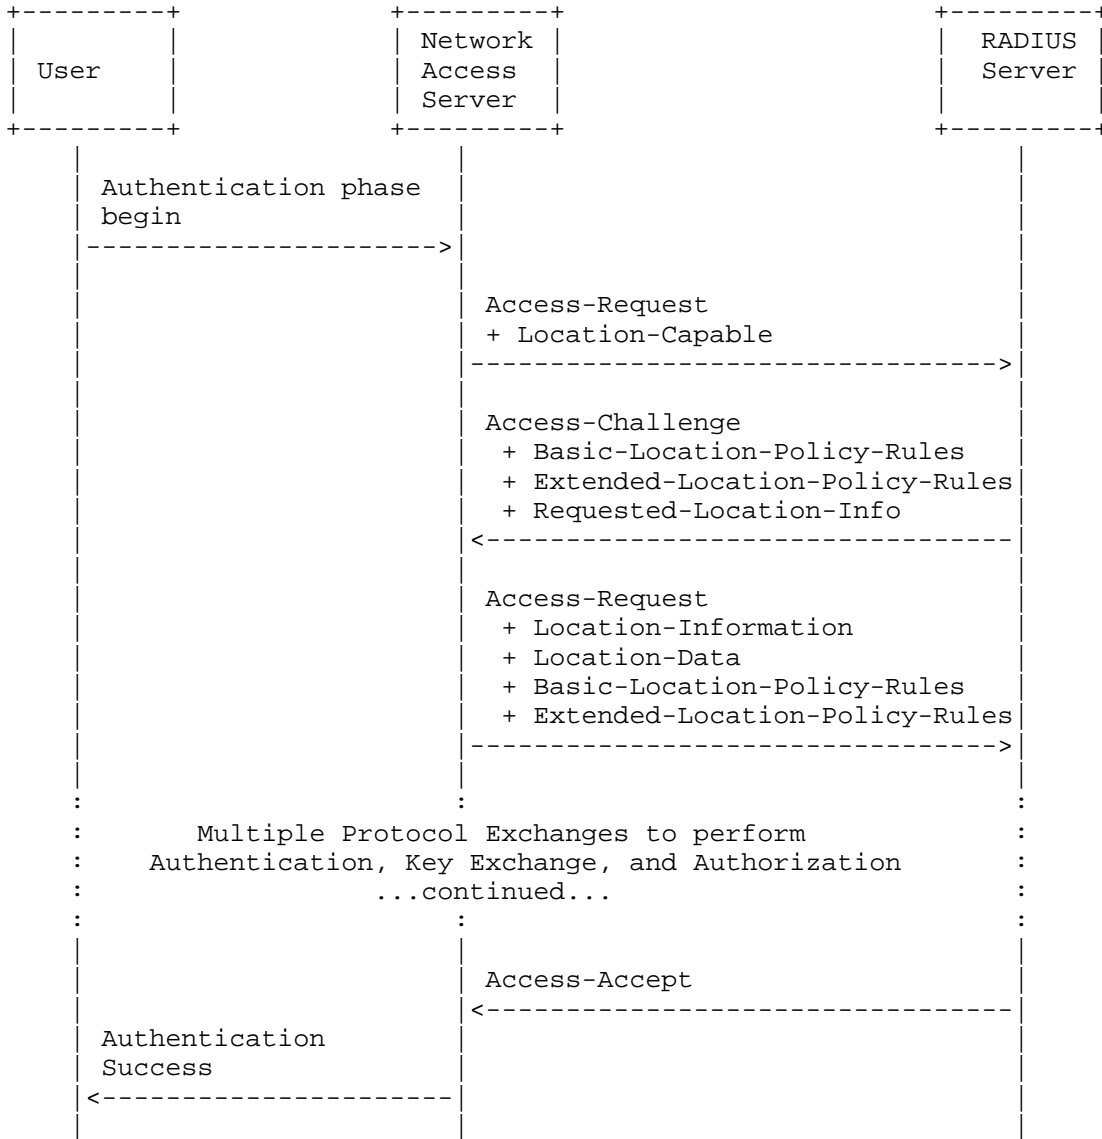 Network RADIUS
User Access Server
Server
Authentication phase
begin
Access-Request
+ Location-Capable
Access-Challenge
+ Basic-Location-Policy-Rules
+ Extended-Location-Policy-Rules
+ Requested-Location-Info
Access-Request
+ Location-Information
+ Location-Data
+ Basic-Location-Policy-Rules
+ Extended-Location-Policy-Rules
Multiple Protocol Exchanges to perform
Authentication, Key Exchange, and Authorization
...continued...
Access-Accept
Authentication
Success